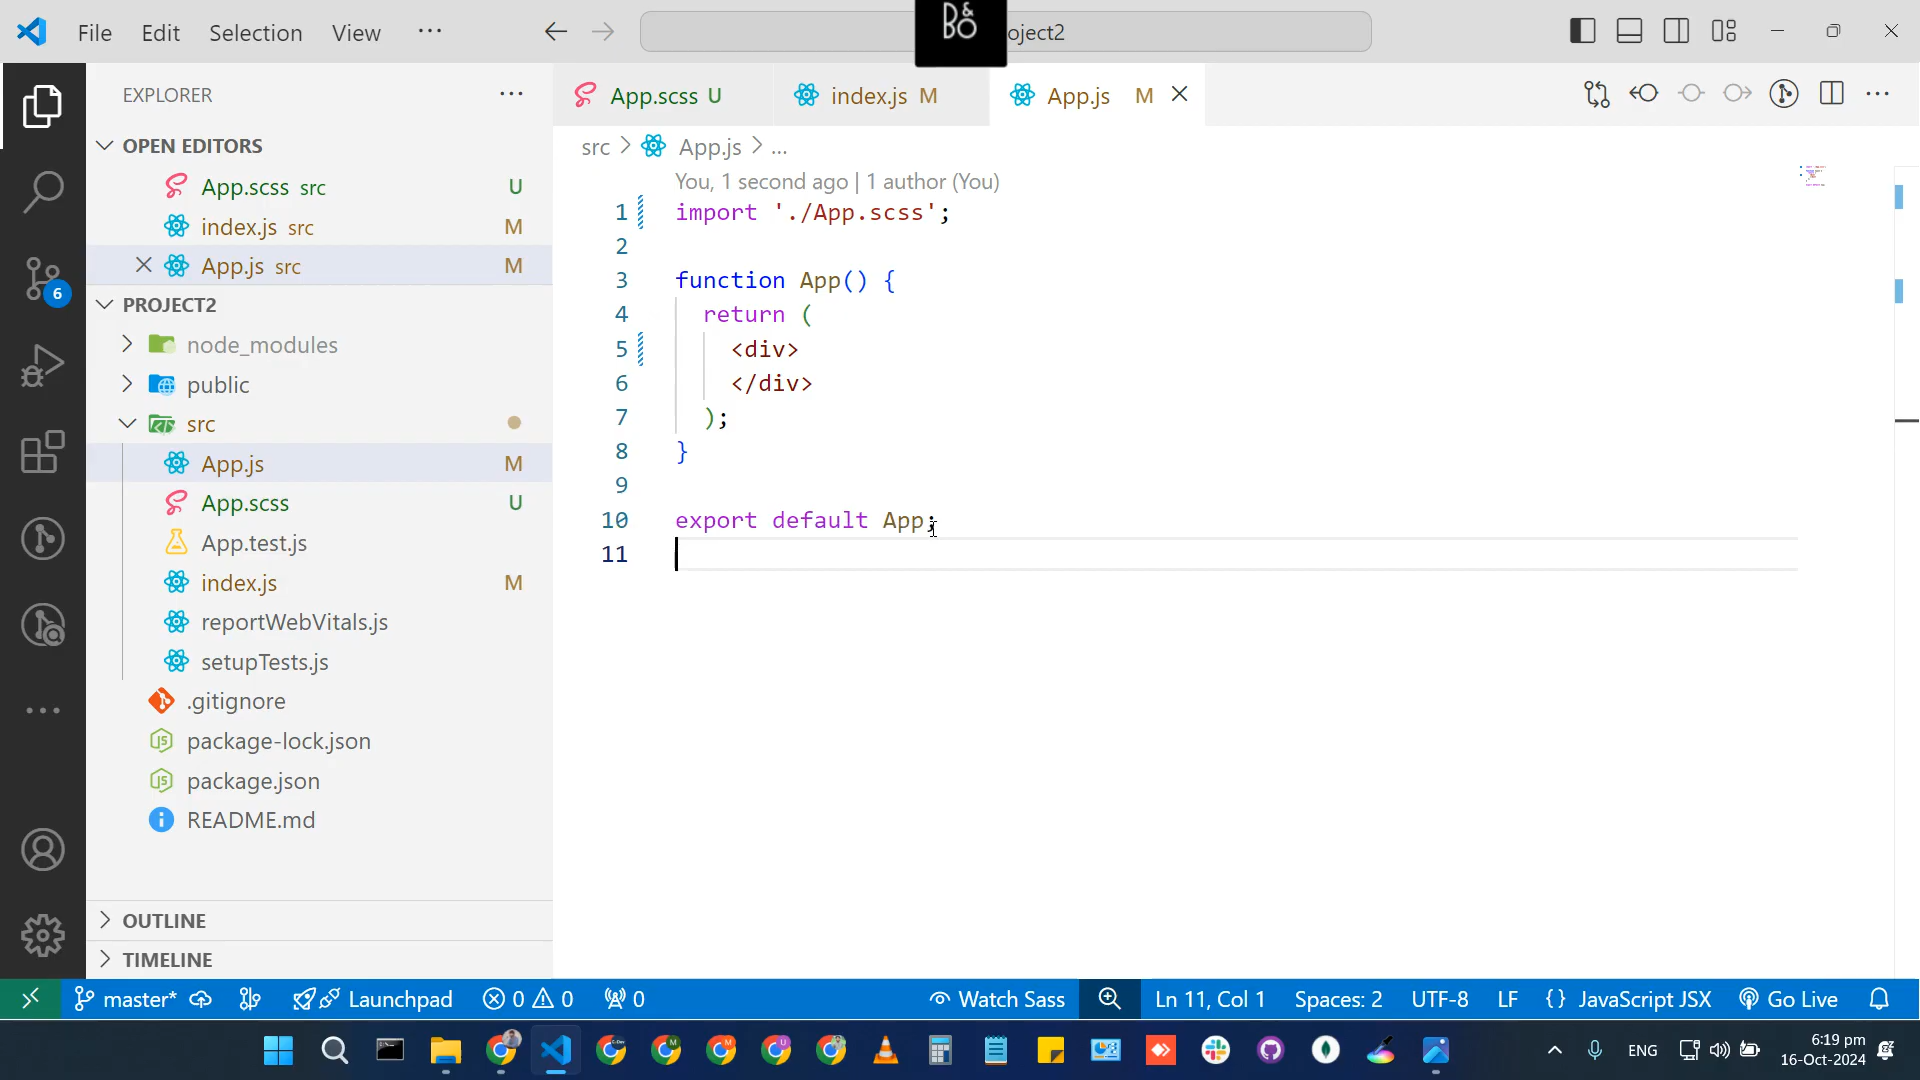 File Edit Selection View ...
B&O
oject2
EXPLORER
OPEN EDITORS
App.scss src U
index.js src M
App.js src M
PROJECT2
node_modules
public
src
App.js M
App.scss U
App.test.js
index.js M
reportWebVitals.js
setupTests.js
.gitignore
package-lock.json
package.json
README.md
OUTLINE
TIMELINE
6
App.scss U index.js M App.js M
src > App.js > ...
You, 1 second ago | 1 author (You)
1 import './App.scss';
2
3 function App() {
4 return (
5 <div>
6 </div>
7 );
8 }
9
10 export default App;
11
master* Launchpad 0 0 0 Watch Sass Ln 11, Col 1 Spaces: 2 UTF-8 LF {} JavaScript JSX Go Live
ENG
6:19 pm
16-Oct-2024